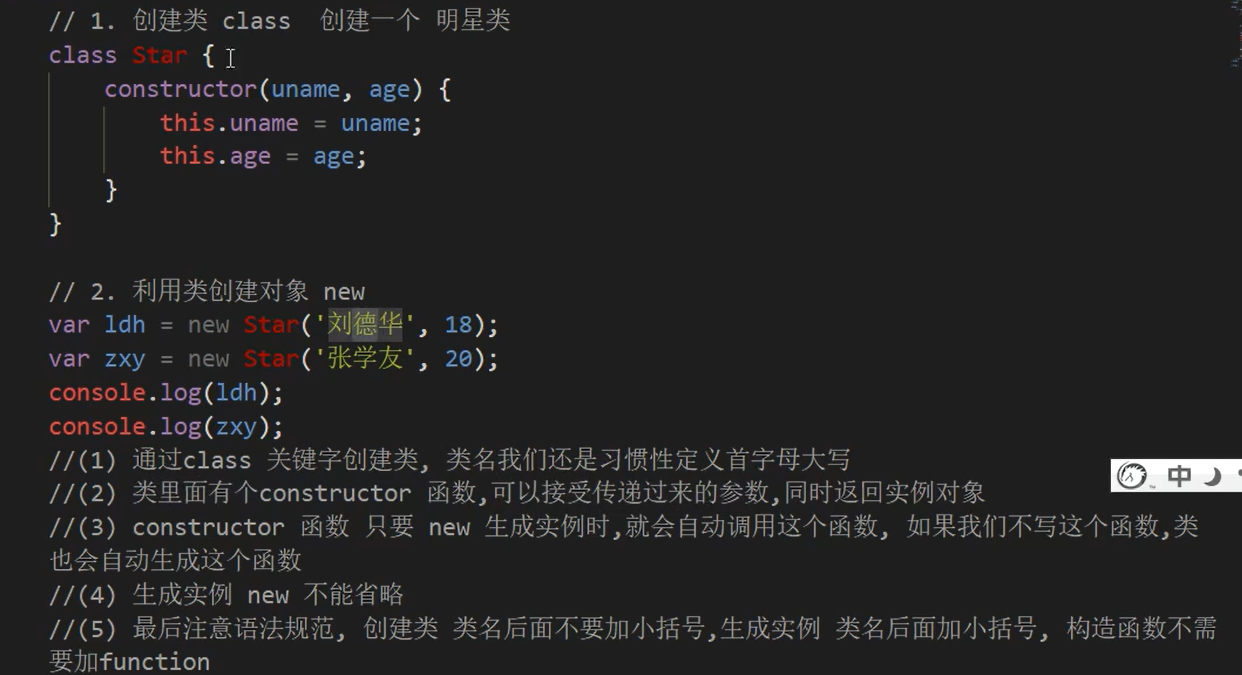 // 1. 创建类 class  创建一个 明星类
class Star {
    constructor(uname, age) {
        this.uname = uname;
        this.age = age;
    }
}
// 2. 利用类创建对象 new
var ldh = new Star('刘德华', 18);
var zxy = new Star('张学友', 20);
console.log(ldh);
console.log(zxy);
//(1) 通过class 关键字创建类, 类名我们还是习惯性定义首字母大写
//(2) 类里面有个constructor 函数,可以接受传递过来的参数,同时返回实例对象
//(3) constructor 函数 只要 new 生成实例时,就会自动调用这个函数, 如果我们不写这个函数,类
也会自动生成这个函数
//(4) 生成实例 new 不能省略
//(5) 最后注意语法规范, 创建类 类名后面不要加小括号,生成实例 类名后面加小括号, 构造函数不需
要加function
中